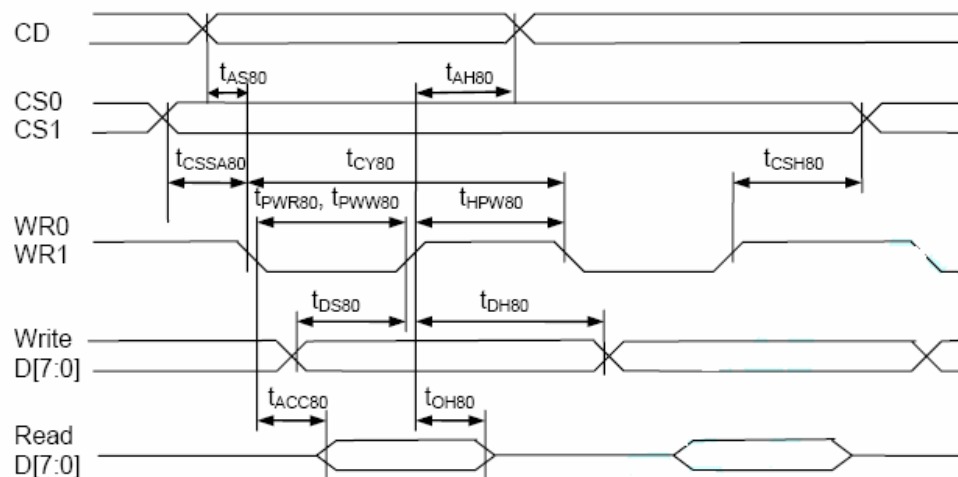 CD
tAS80
tAH80
CS0
CS1
tCSSA80
tCY80
tCSH80
tPWR80, tPWW80
tHPW80
WR0
WR1
tDS80
tDH80
Write
D[7:0]
tACC80
tOH80
Read
D[7:0]